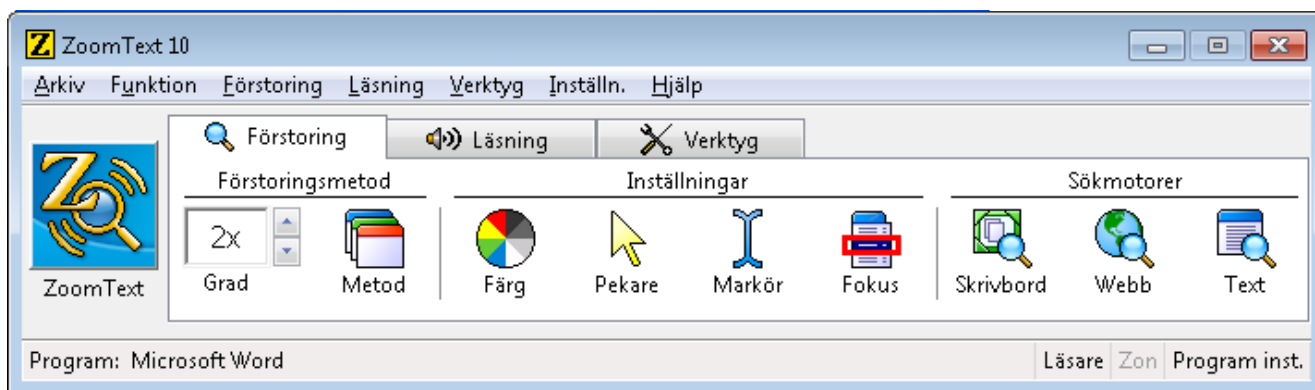 ZoomText 10
Arkiv Funktion Förstoring Läsning Verktyg Inställn. Hjälp
Förstoring Läsning Verktyg
Förstoringsmetod Inställningar Sökmotorer
2x
ZoomText Grad Metod Färg Pekare Markör Fokus Skrivbord Webb Text
Program: Microsoft Word Läsare Zon Program inst.